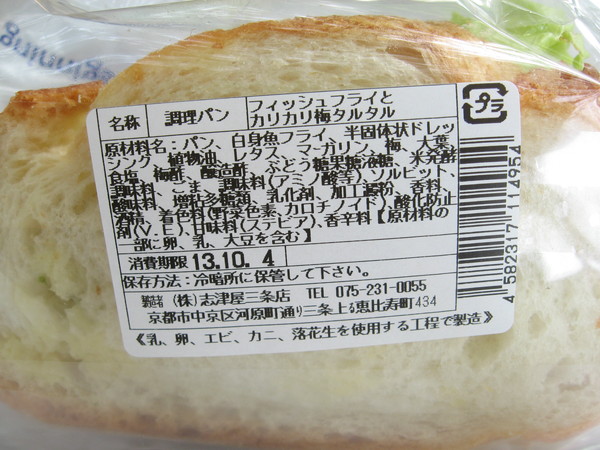 名称 調理パン フィッシュフライと
カリカリ梅タルタル
プラ
原材料名：パン、白身魚フライ、半固体状ドレッ
シング、植物油、レタス、マーガリン、梅、大葉、
食塩、梅酢、醸造酢、ぶどう糖果糖液糖、米発酵
調味料、ごま、調味料(アミノ酸等)、ソルビット、
酸味料、増粘多糖類、乳化剤、加工澱粉、香料、
酒精、着色料(野菜色素、カロチノイド)、酸化防止
剤(V.E)、甘味料(ステビア)、香辛料【原材料の
一部に卵、乳、大豆を含む】
消費期限 13.10. 4
保存方法：冷暗所に保管して下さい。
製造者 (株)志津屋三条店 TEL 075-231-0055
京都市中京区河原町通り三条上る恵比寿町434
《乳、卵、エビ、カニ、落花生を使用する工程で製造》
4 582317 114954